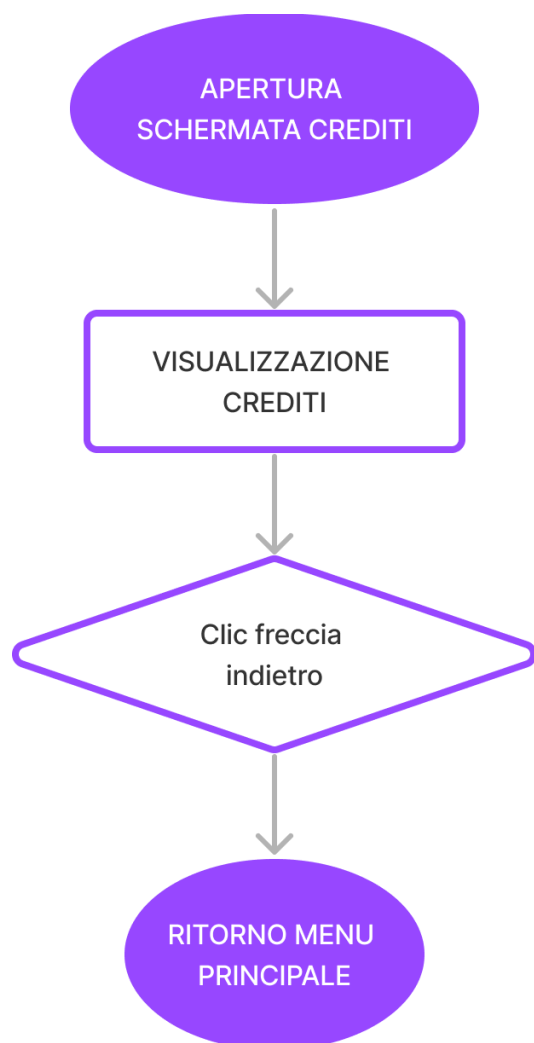 APERTURA
SCHERMATA CREDITI
VISUALIZZAZIONE
CREDITI
Clic freccia
indietro
RITORNO MENU
PRINCIPALE